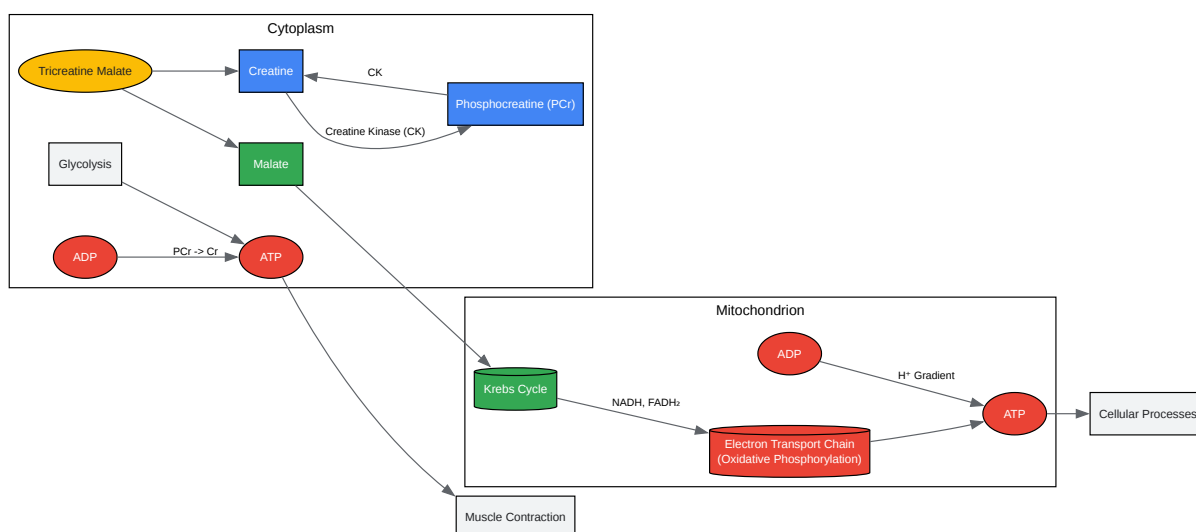 Cytoplasm
Tricreatine Malate
Creatine
CK
Phosphocreatine (PCr)
Creatine Kinase (CK)
Glycolysis
Malate
ADP
PCr -> Cr
ATP
Mitochondrion
ADP
H⁺ Gradient
Krebs Cycle
NADH, FADH₂
ATP
Cellular Processes
Electron Transport Chain
(Oxidative Phosphorylation)
Muscle Contraction